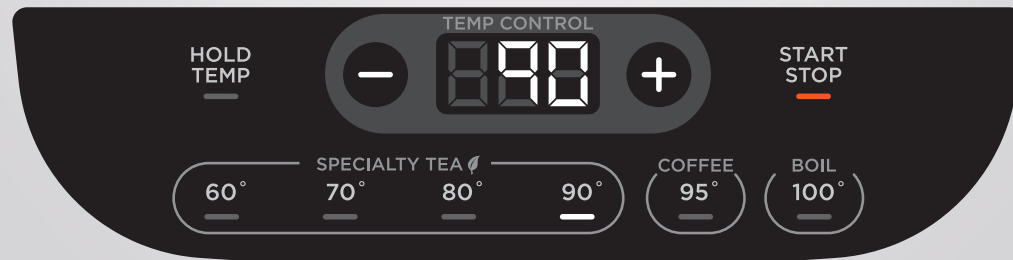 TEMP CONTROL
HOLD
TEMP
−
90
+
START
STOP
SPECIALTY TEA
60°
70°
80°
90°
COFFEE
95°
BOIL
100°